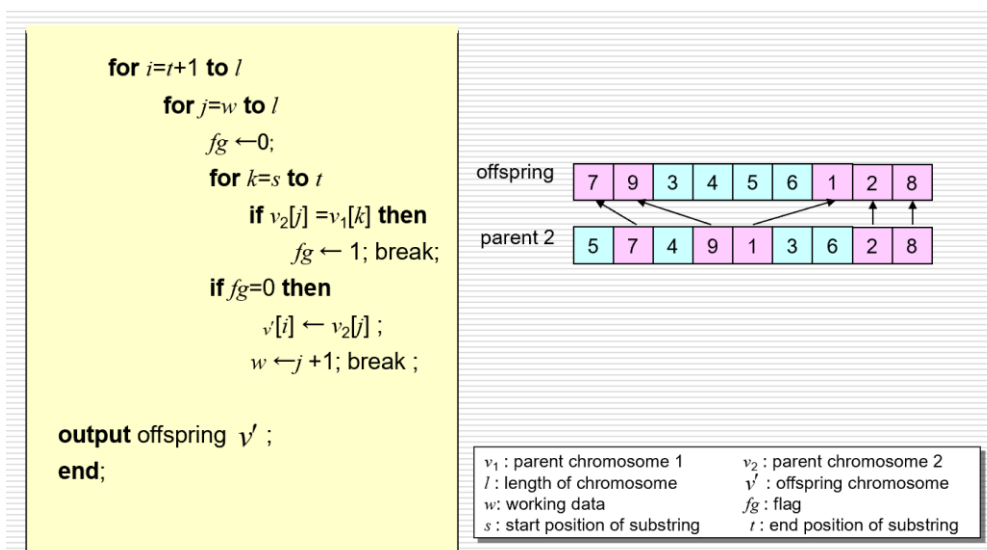 for i=t+1 to l
for j=w to l
fg ←0;
for k=s to t
if v₂[j] =v₁[k] then
fg ← 1; break;
if fg=0 then
v'[i] ← v₂[j] ;
w ←j +1; break ;
output offspring v' ;
end;
offspring 7 9 3 4 5 6 1 2 8
parent 2 5 7 4 9 1 3 6 2 8
v₁ : parent chromosome 1 v₂ : parent chromosome 2
l : length of chromosome v' : offspring chromosome
w: working data fg : flag
s : start position of substring t : end position of substring